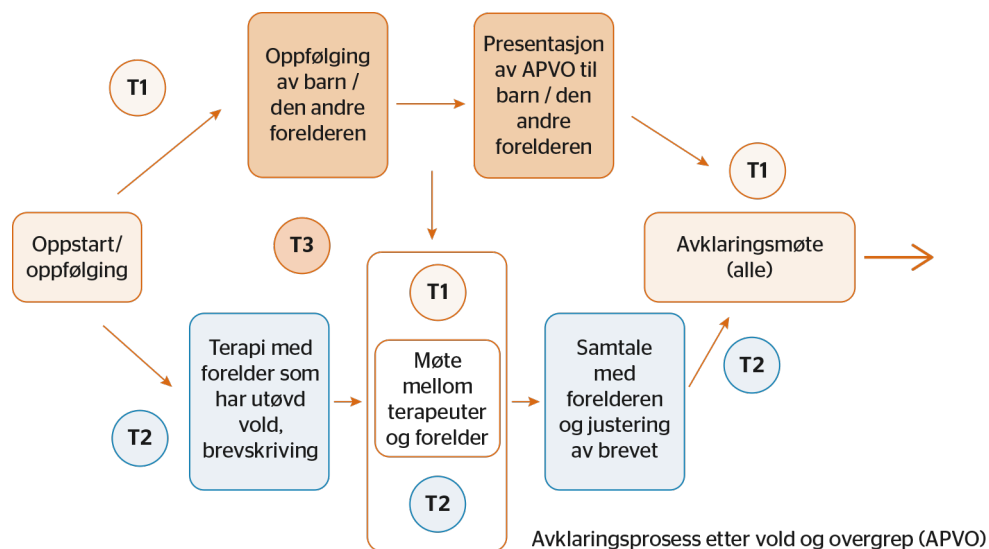 T1
Oppfølging
av barn /
den andre
forelderen
Presentasjon
av APVO til
barn / den
andre
forelderen
T1
Oppstart/
oppfølging
T3
Avklaringsmøte
(alle)
T2
Terapi med
forelder som
har utøvd
vold,
brevskriving
T1
Møte
mellom
terapeuter
og forelder
T2
Samtale
med
forelderen
og justering
av brevet
T2
Avklaringsprosess etter vold og overgrep (APVO)